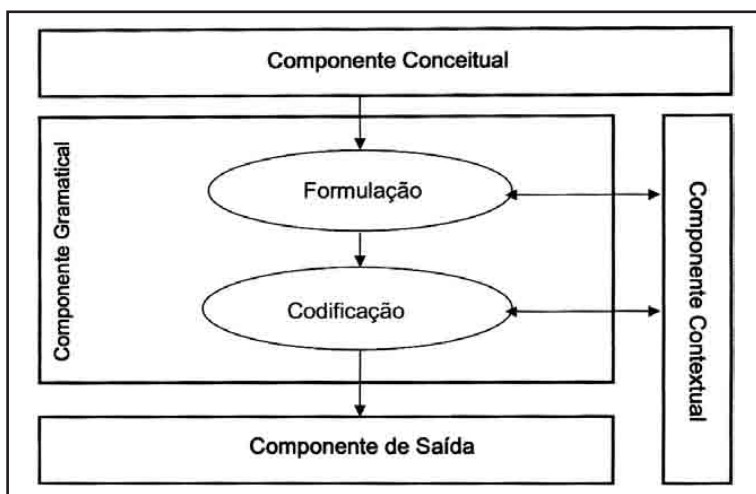 Componente Conceitual
Componente Gramatical
Formulação
Codificação
Componente Contextual
Componente de Saída